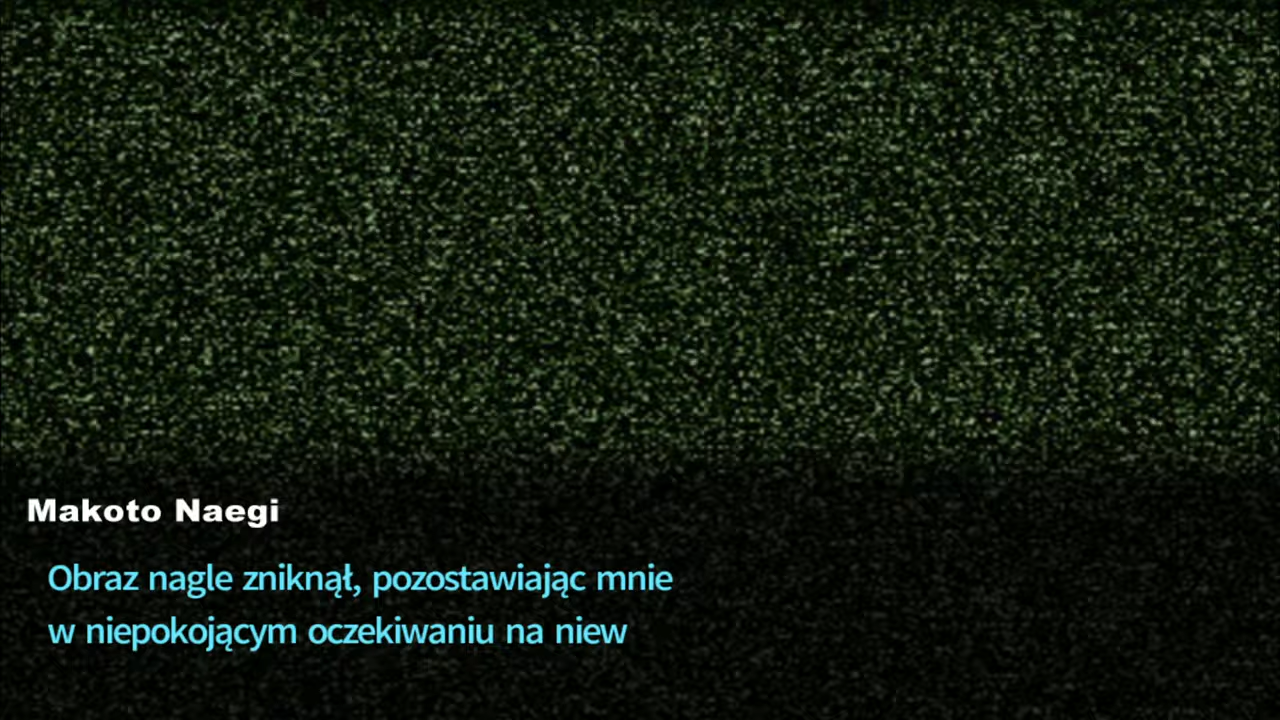 Makoto Naegi
Obraz nagle zniknął, pozostawiając mnie
w niepokojącym oczekiwaniu na niew